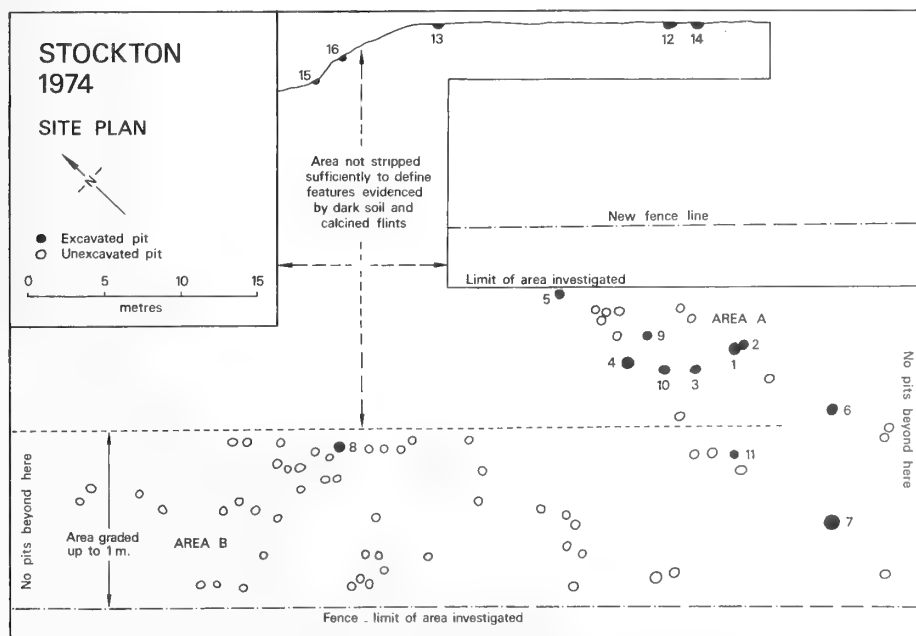 STOCKTON
1974
SITE PLAN
N
Excavated pit
Unexcavated pit
0 5 10 15
metres
13
12 14
16
15
Area not stripped
sufficiently to define
features evidenced
by dark soil and
calcined flints
New fence line
Limit of area investigated
5
AREA A
9
2
1
4
10 3
6
No pits beyond here
8
11
7
No pits beyond here
Area graded
up to 1m.
AREA B
Fence - limit of area investigated